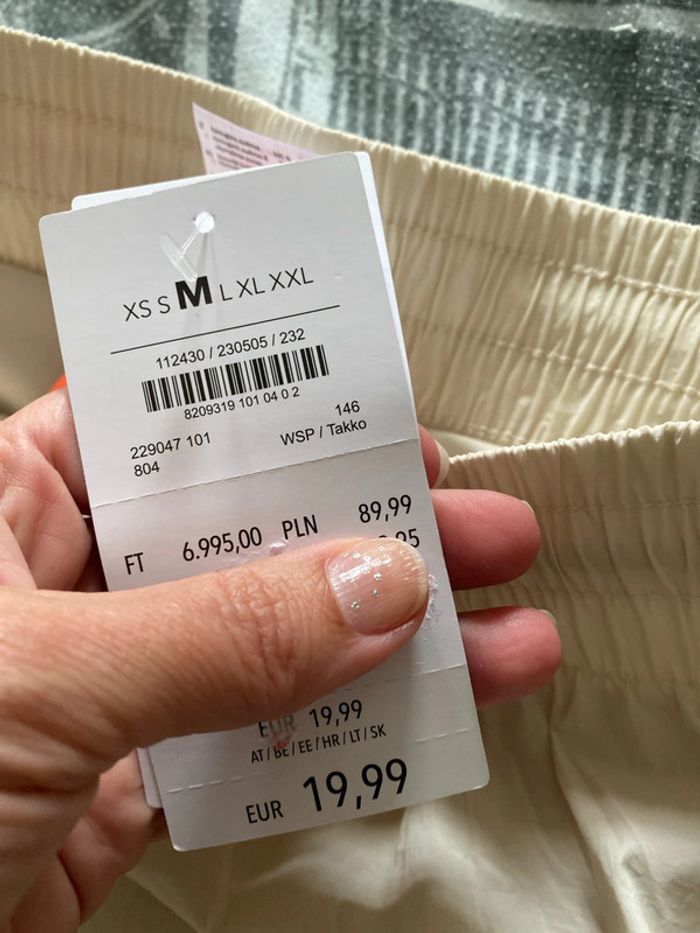 XS S M L XL XXL
112430 / 230505 / 232
8209319 101 04 0 2
229047 101
146
804
WSP / Takko
FT 6.995,00 PLN 89,99
95
EUR 19,99
AT / BE / EE / HR / LT / SK
EUR 19,99